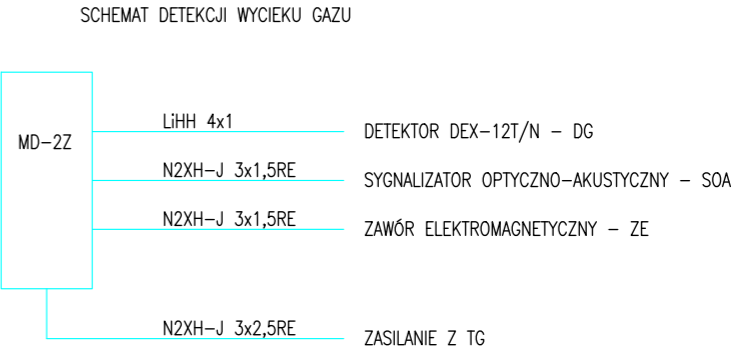 SCHEMAT DETEKCJI WYCIEKU GAZU
MD-2Z
LiHH 4x1
DETEKTOR DEX-12T/N - DG
N2XH-J 3x1,5RE
SYGNALIZATOR OPTYCZNO-AKUSTYCZNY - SOA
N2XH-J 3x1,5RE
ZAWÓR ELEKTROMAGNETYCZNY - ZE
N2XH-J 3x2,5RE
ZASILANIE Z TG